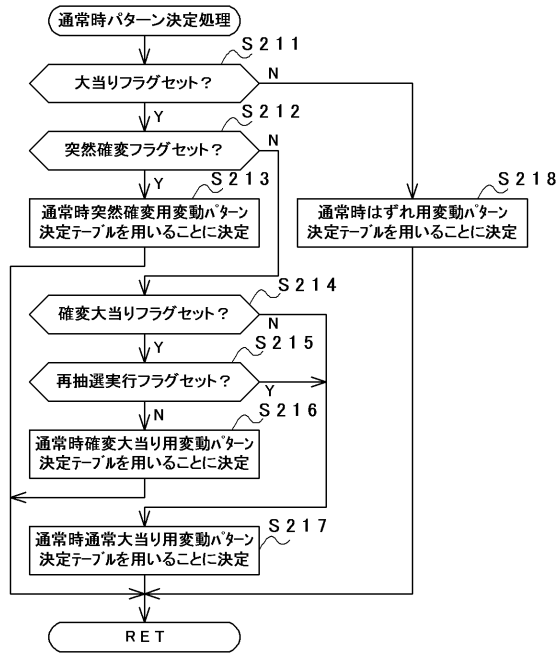 通常時パターン決定処理
S211
大当りフラグセット？
N
Y
S212
突然確変フラグセット？
N
Y
S213
通常時突然確変用変動パターン
決定テーブルを用いることに決定
S218
通常時はずれ用変動パターン
決定テーブルを用いることに決定
S214
確変大当りフラグセット？
N
Y
S215
再抽選実行フラグセット？
Y
N
S216
通常時確変大当り用変動パターン
決定テーブルを用いることに決定
S217
通常時通常大当り用変動パターン
決定テーブルを用いることに決定
RET